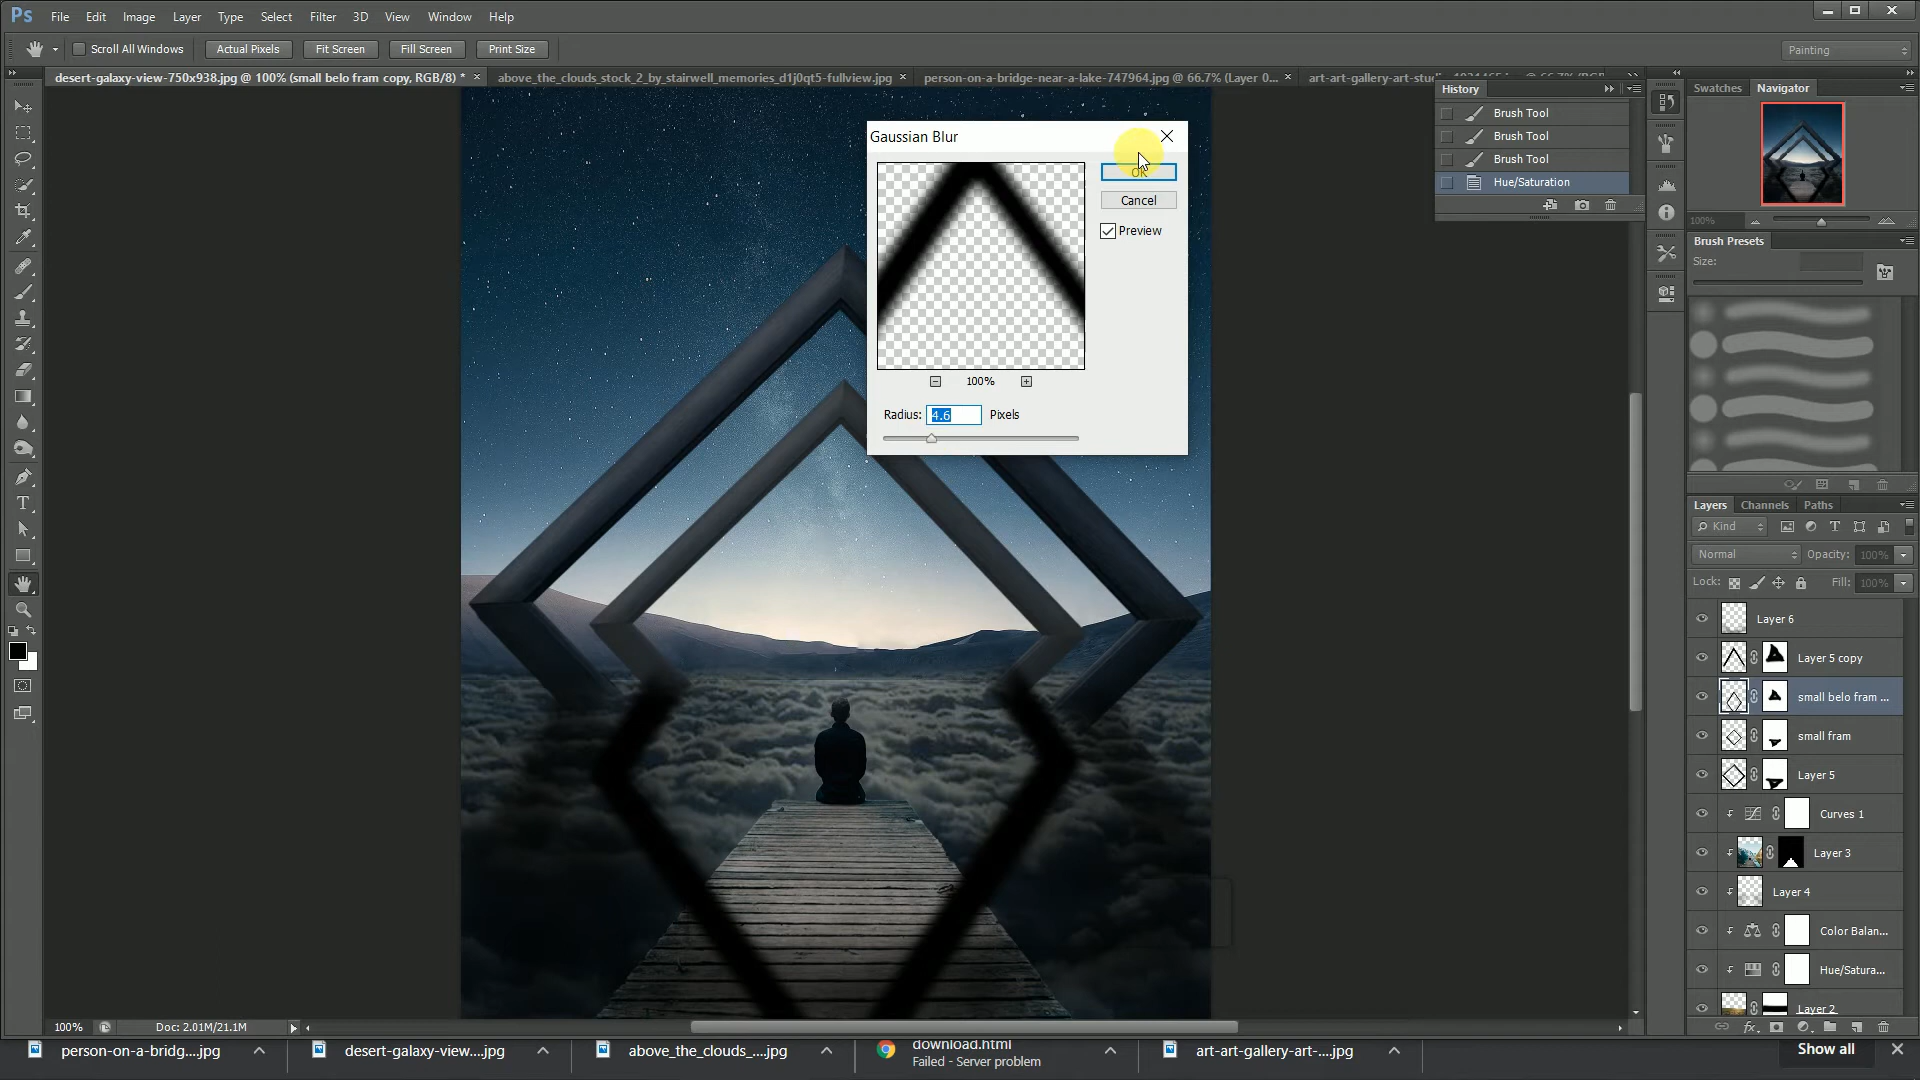 Ps File Edit Image Layer Type Select Filter 3D View Window Help
Scroll All Windows Actual Pixels Fit Screen Fill Screen Print Size Painting
desert-galaxy-view-750x938.jpg @ 100% (small belo fram copy, RGB/8) * × above_the_clouds_stock_2_by_stairwell_memories_d1j0qt5-fullview.jpg × person-on-a-bridge-near-a-lake-747964.jpg @ 66.7% (Layer 0... ×
History
Brush Tool
Brush Tool
Brush Tool
Hue/Saturation
Swatches Navigator
100%
Brush Presets
Size:
Gaussian Blur
OK
Cancel
Preview
100%
Radius: 4.6 Pixels
Layers Channels Paths
Kind
Normal Opacity: 100%
Lock: Fill: 100%
Layer 6
Layer 5 copy
small belo fram ...
small fram
Layer 5
Curves 1
Layer 3
Layer 4
Color Balan...
Hue/Satura...
Layer 2
100% Doc: 2.01M/21.1M
person-on-a-bridg....jpg desert-galaxy-view....jpg above_the_clouds_....jpg download.html art-art-gallery-art-....jpg Show all
Failed - Server problem